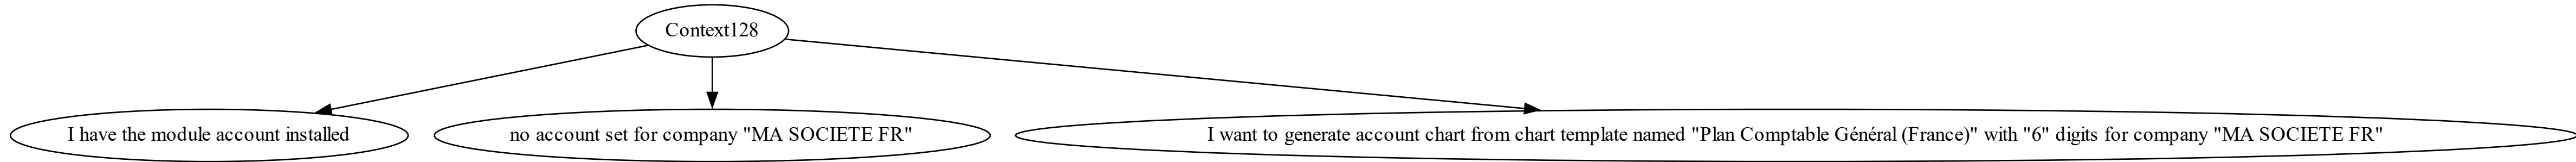 Context128
I have the module account installed
no account set for company "MA SOCIETE FR"
I want to generate account chart from chart template named "Plan Comptable Général (France)" with "6" digits for company "MA SOCIETE FR"